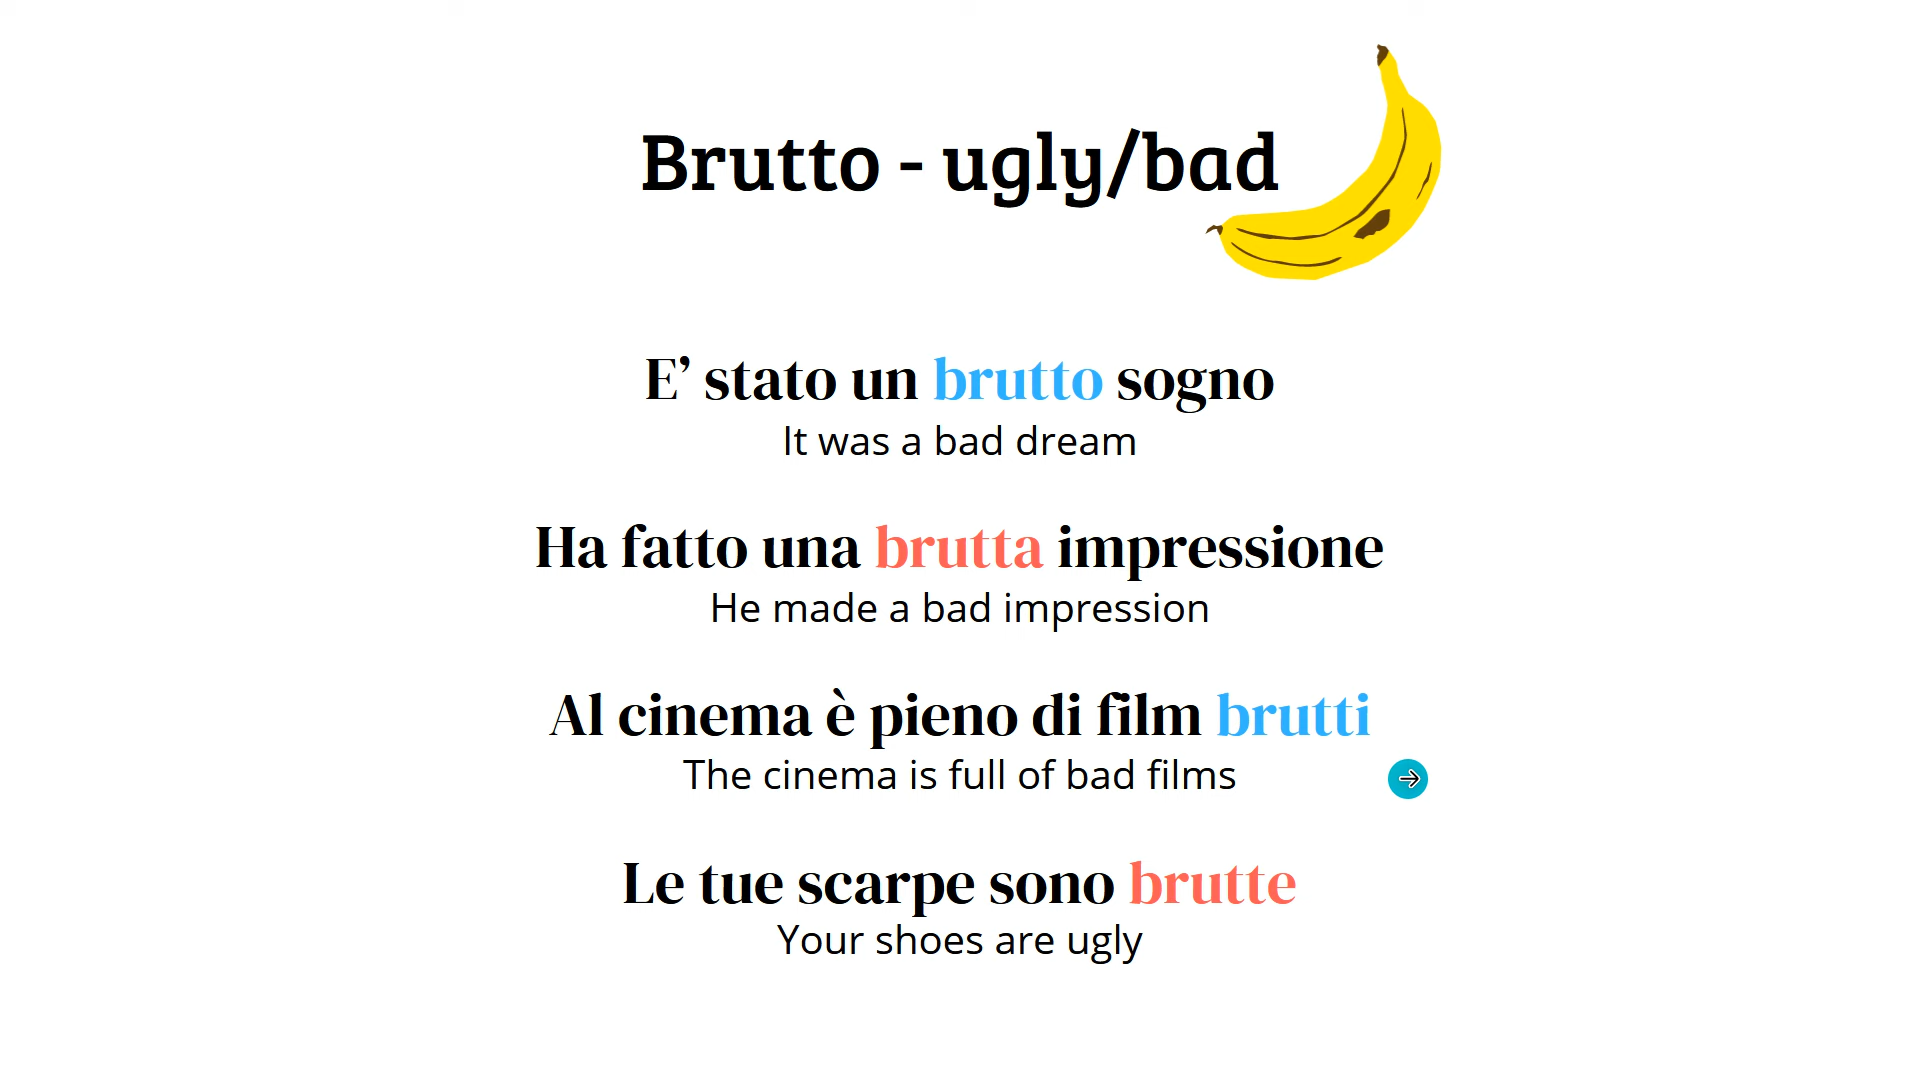 Brutto - ugly/bad
E’ stato un brutto sogno
It was a bad dream
Ha fatto una brutta impressione
He made a bad impression
Al cinema è pieno di film brutti
The cinema is full of bad films
Le tue scarpe sono brutte
Your shoes are ugly